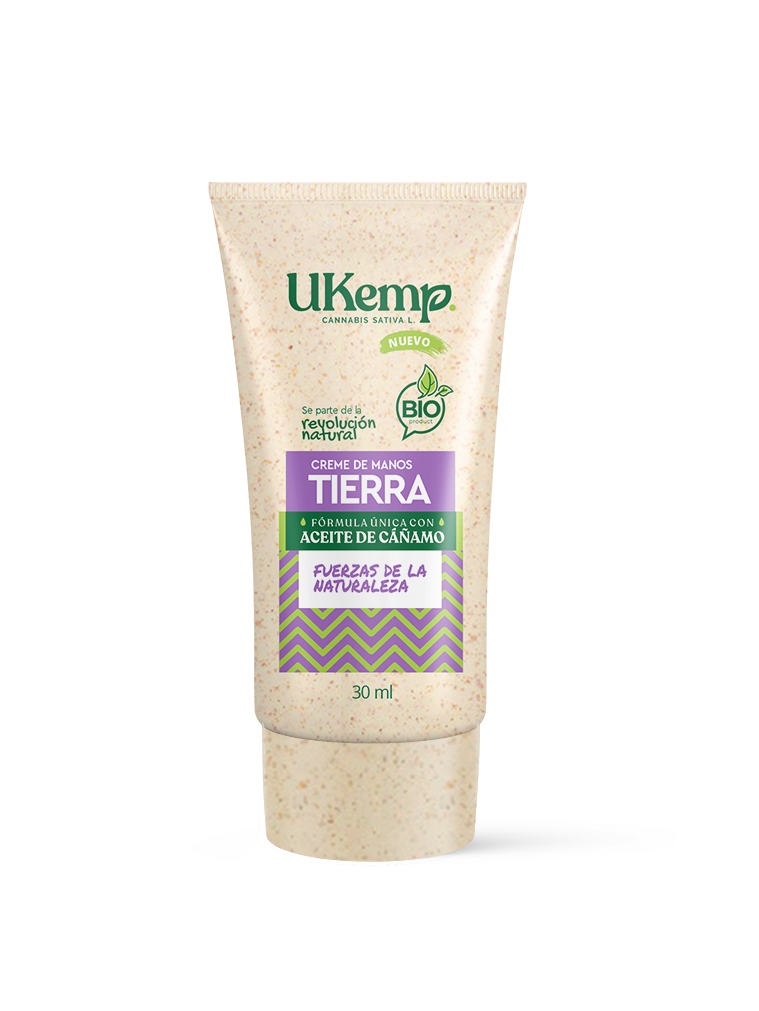 UKemp.
CANNABIS SATIVA L.
NUEVO
BIO
product
Se parte de la
revolución
natural
CREME DE MANOS
TIERRA
FÓRMULA ÚNICA CON
ACEITE DE CÁÑAMO
FUERZAS DE LA
NATURALEZA
30 ml